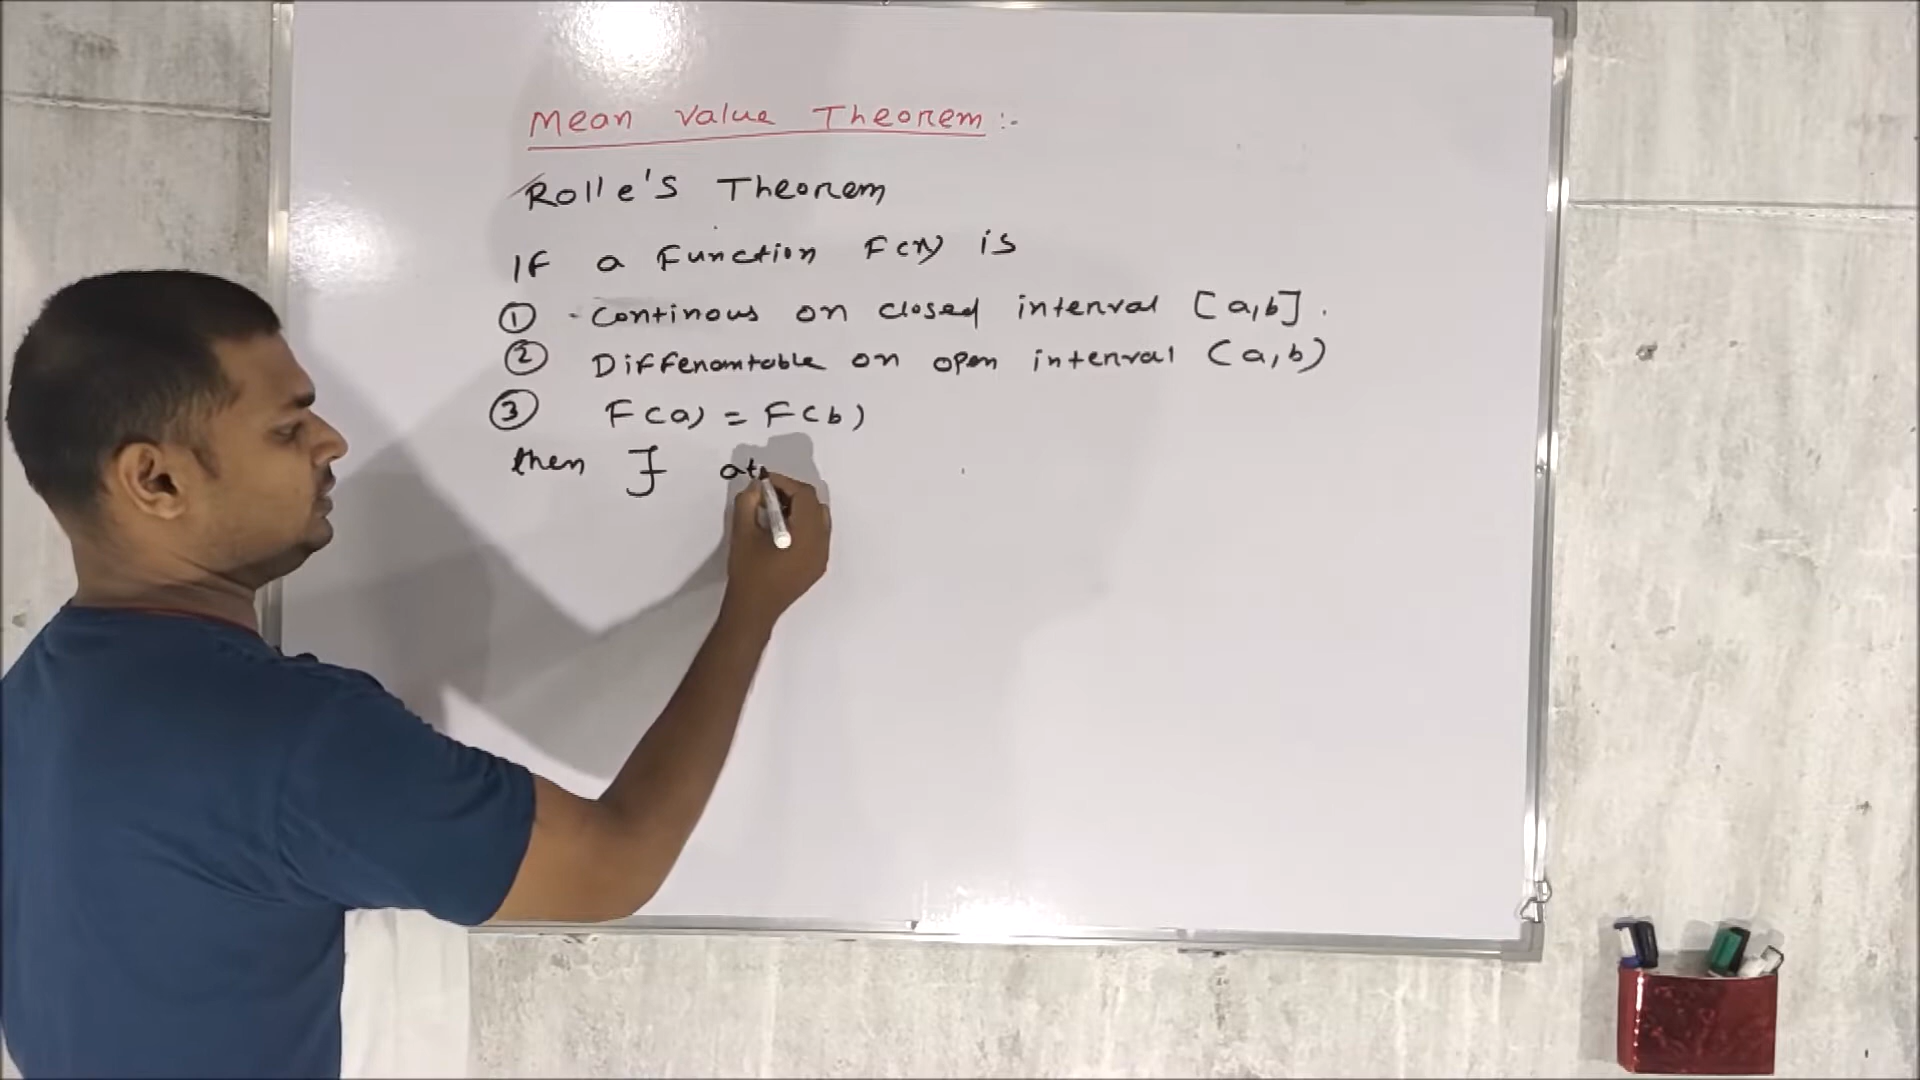 Mean Value Theorem :-
Rolle's Theorem
If a Function F(x) is
① Continous on closed interval [a,b].
② Differentable on open interval (a,b)
③ F(a) = F(b)
then ∃ at